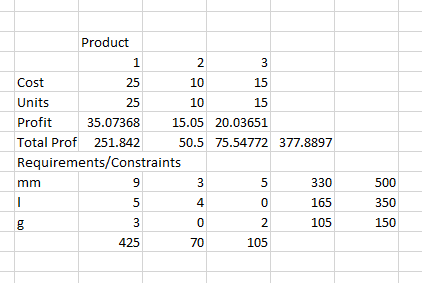 Product
1 2 3
Cost 25 10 15
Units 25 10 15
Profit 35.07368 15.05 20.03651
Total Prof 251.842 50.5 75.54772 377.8897
Requirements/Constraints
mm 9 3 5 330 500
l 5 4 0 165 350
g 3 0 2 105 150
425 70 105